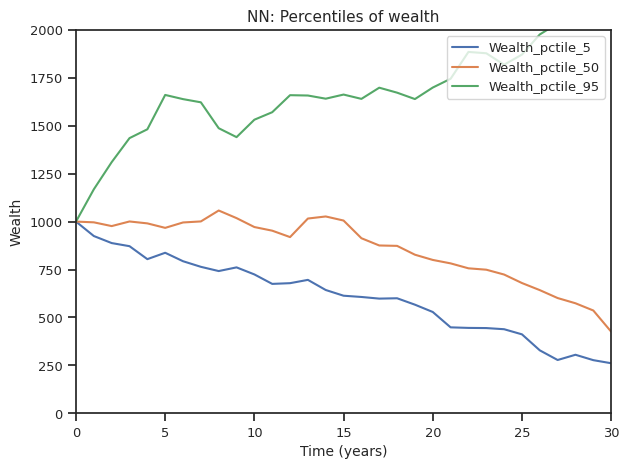 NN: Percentiles of wealth
Wealth_pctile_5
Wealth_pctile_50
Wealth_pctile_95
Wealth
2000
1750
1500
1250
1000
750
500
250
0
0 5 10 15 20 25 30
Time (years)